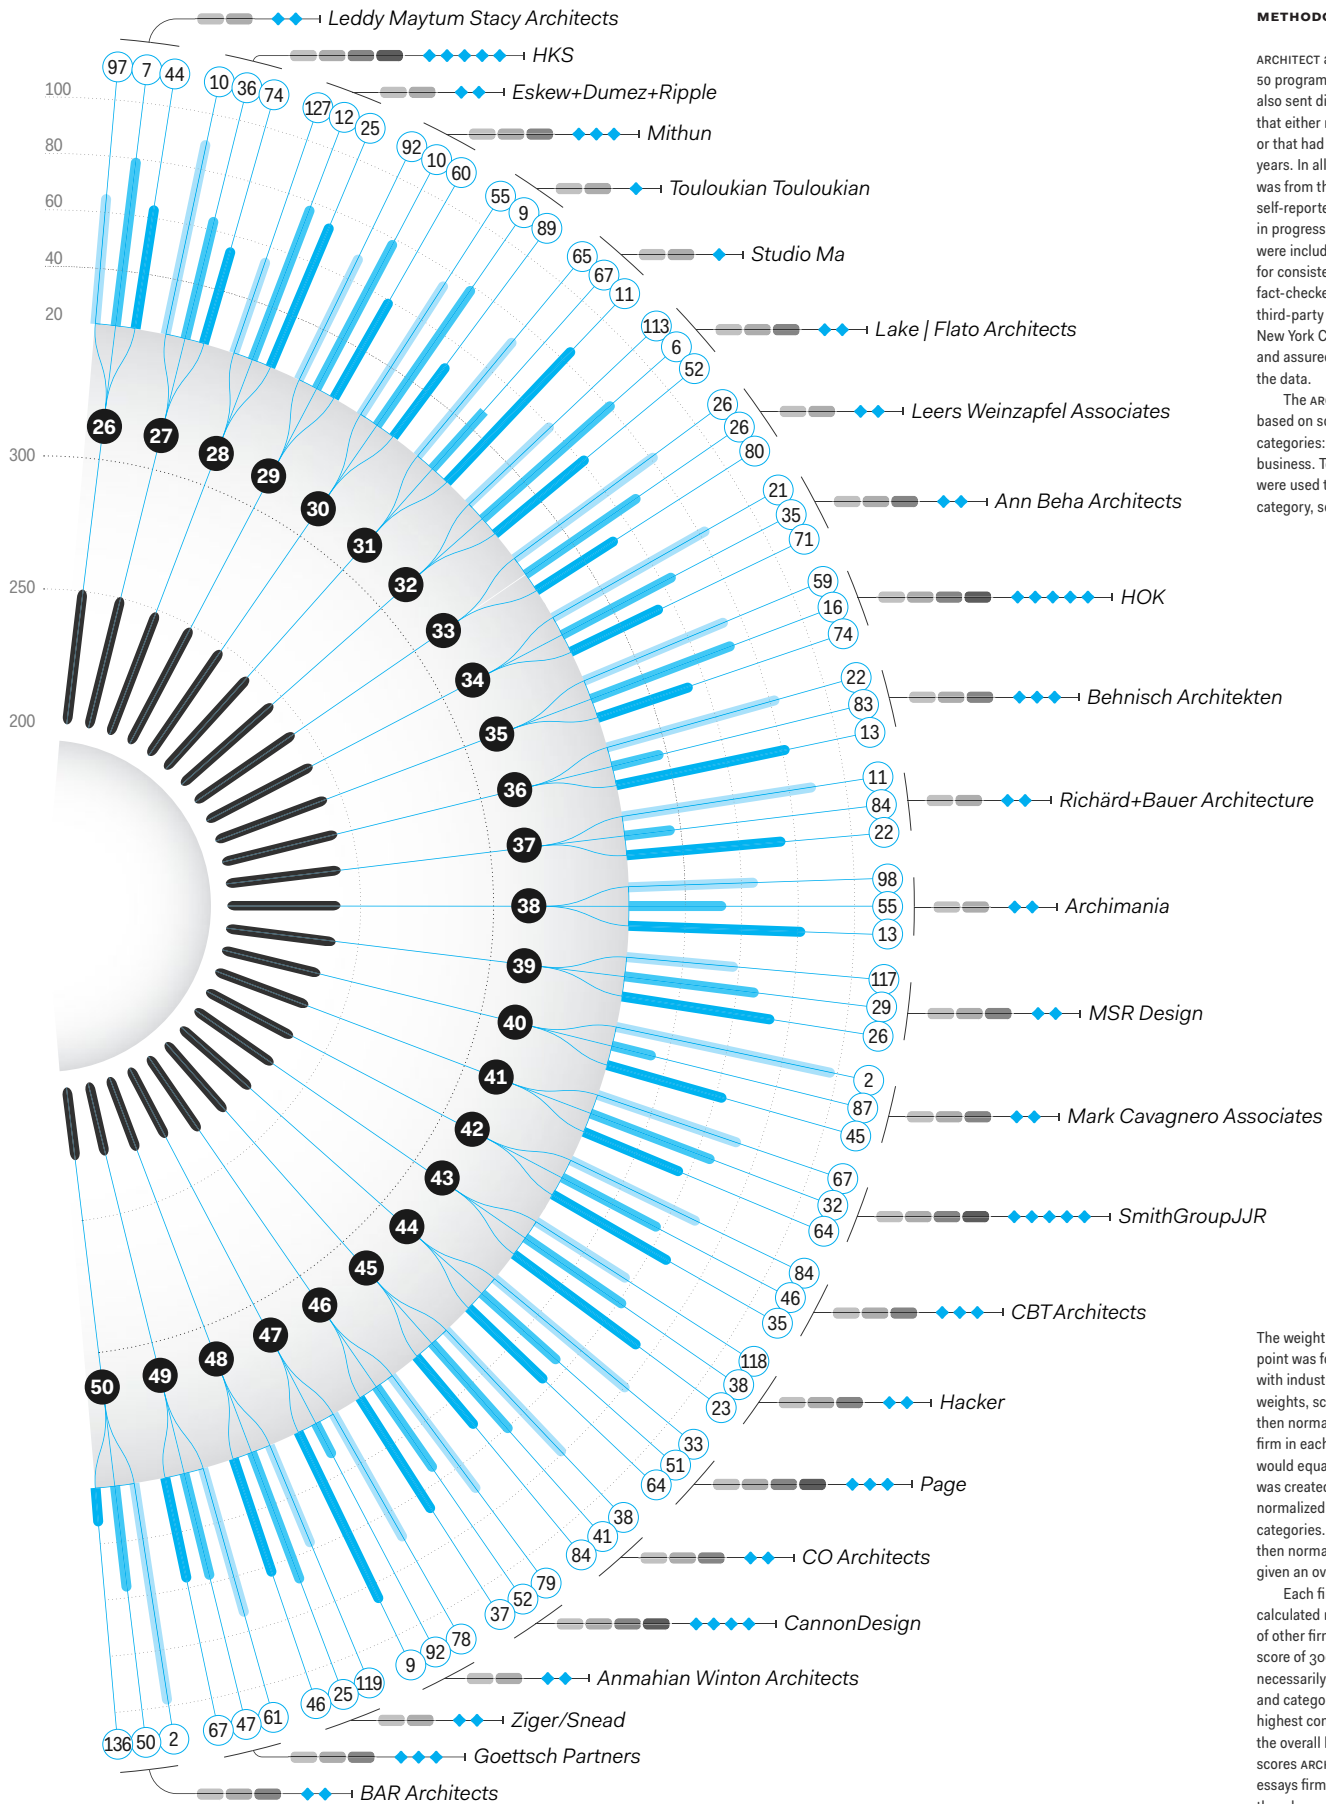 Leddy Maytum Stacy Architects
97 7 44
HKS
10 36 74
Eskew+Dumez+Ripple
127 12 25
Mithun
92 10 60
Touloukian Touloukian
55 9 89
Studio Ma
65 67 11
Lake | Flato Architects
113 6 52
Leers Weinzapfel Associates
26 26 80
Ann Beha Architects
21 35 71
HOK
59 16 74
Behnisch Architekten
22 83 13
Richärd+Bauer Architecture
11 84 22
Archimania
98 55 13
MSR Design
117 29 26
Mark Cavagnero Associates
2 87 45
SmithGroupJJR
67 32 64
CBT Architects
84 46 35
Hacker
118 38 23
Page
33 51 64
CO Architects
38 41 84
CannonDesign
79 52 37
Anmahian Winton Architects
78 92 9
Ziger/Snead
119 25 46
Goettsch Partners
61 47 67
BAR Architects
2 50 136
100
80
60
40
20
300
250
200
26
27
28
29
30
31
32
33
34
35
36
37
38
39
40
41
42
43
44
45
46
47
48
49
50
METHODO
ARCHITECT
50 program
also sent di
that either
or that had
years. In all
was from th
self-reporte
in progress
were includ
for consiste
fact-checke
third-party
New York C
and assured
the data.
The ARC
based on sc
categories:
business. T
were used t
category, s
The weight
point was f
with indust
weights, sc
then norma
firm in each
would equa
was created
normalized
categories.
then norma
given an ov
Each fi
calculated
of other firm
score of 30
necessarily
and catego
highest cor
the overall
scores ARCH
essays firm